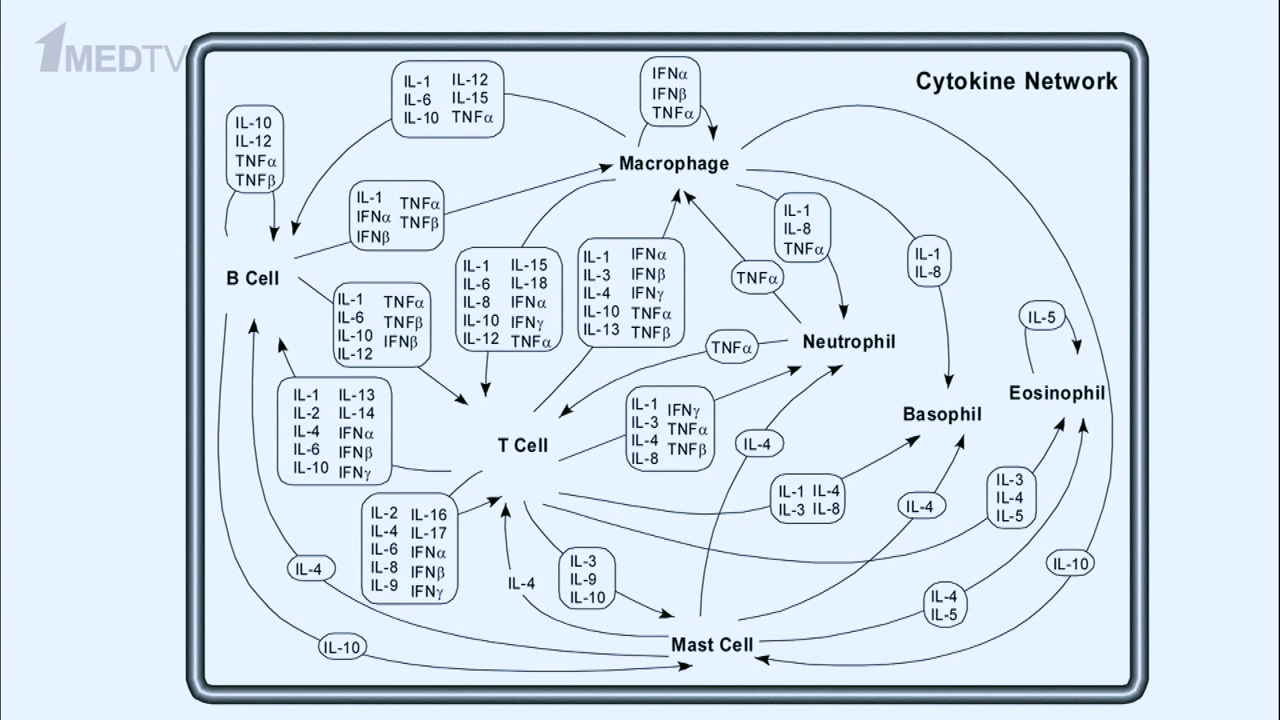 1MEDTV
Cytokine Network
IL-1 IL-12
IL-6 IL-15
IL-10 TNFα
IFNα
IFNβ
TNFα
IL-10
IL-12
TNFα
TNFβ
Macrophage
IL-1 TNFα
IFNα TNFβ
IFNβ
IL-1
IL-8
TNFα
IL-1
IL-8
B Cell
IL-1 IL-15
IL-6 IL-18
IL-8 IFNα
IL-10 IFNγ
IL-12 TNFα
IL-1 IFNα
IL-3 IFNβ
IL-4 IFNγ
IL-10 TNFα
IL-13 TNFβ
TNFα
IL-1 TNFα
IL-6 TNFβ
IL-10 IFNβ
IL-12
TNFα
Neutrophil
IL-5
Eosinophil
Basophil
IL-1 IL-13
IL-2 IL-14
IL-4 IFNα
IL-6 IFNβ
IL-10 IFNγ
T Cell
IL-1 IFNγ
IL-3 TNFα
IL-4 TNFβ
IL-8
IL-4
IL-1 IL-4
IL-3 IL-8
IL-4
IL-3
IL-4
IL-5
IL-2 IL-16
IL-4 IL-17
IL-6 IFNα
IL-8 IFNβ
IL-9 IFNγ
IL-4
IL-4
IL-3
IL-9
IL-10
IL-10
IL-4
IL-5
IL-10
Mast Cell